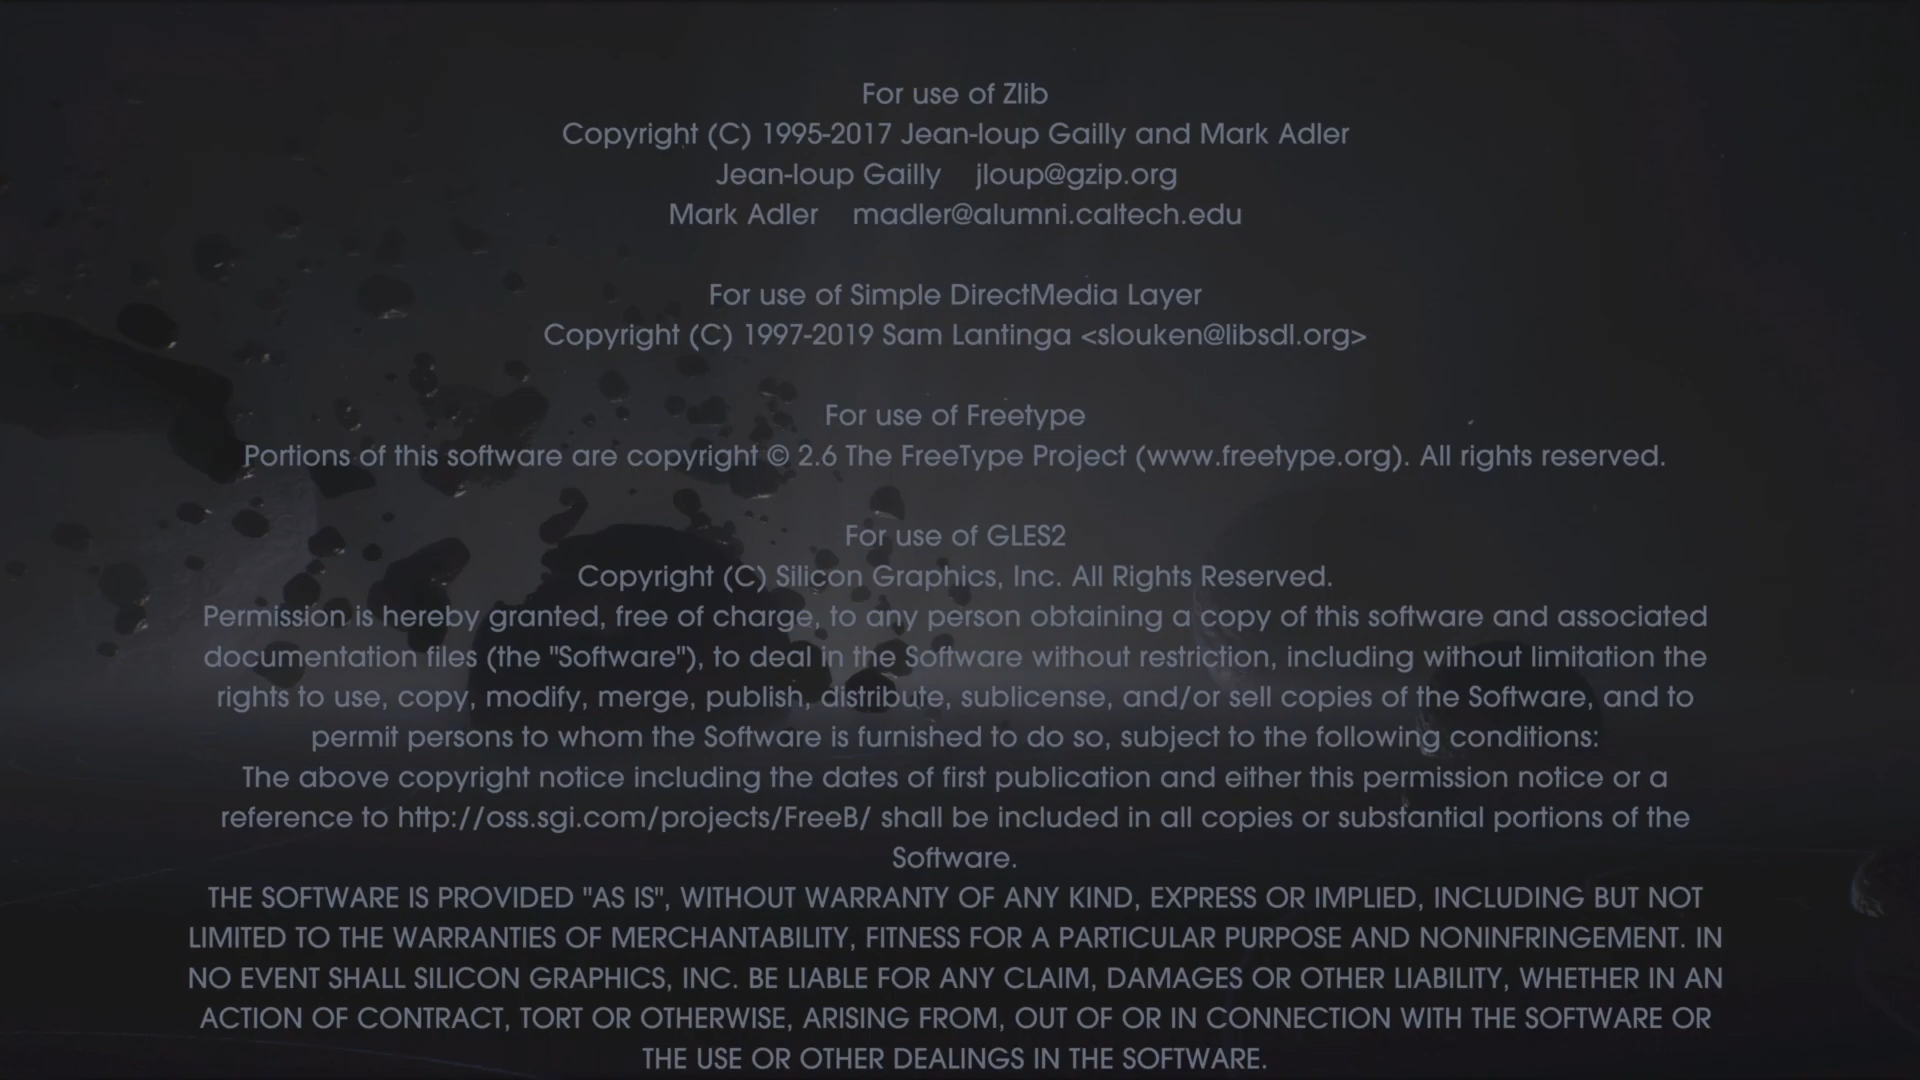 For use of Zlib
Copyright (C) 1995-2017 Jean-loup Gailly and Mark Adler
Jean-loup Gailly    jloup@gzip.org
Mark Adler    madler@alumni.caltech.edu
For use of Simple DirectMedia Layer
Copyright (C) 1997-2019 Sam Lantinga <slouken@libsdl.org>
For use of Freetype
Portions of this software are copyright © 2.6 The FreeType Project (www.freetype.org). All rights reserved.
For use of GLES2
Copyright (C) Silicon Graphics, Inc. All Rights Reserved.
Permission is hereby granted, free of charge, to any person obtaining a copy of this software and associated
documentation files (the "Software"), to deal in the Software without restriction, including without limitation the
rights to use, copy, modify, merge, publish, distribute, sublicense, and/or sell copies of the Software, and to
permit persons to whom the Software is furnished to do so, subject to the following conditions:
The above copyright notice including the dates of first publication and either this permission notice or a
reference to http://oss.sgi.com/projects/FreeB/ shall be included in all copies or substantial portions of the
Software.
THE SOFTWARE IS PROVIDED "AS IS", WITHOUT WARRANTY OF ANY KIND, EXPRESS OR IMPLIED, INCLUDING BUT NOT
LIMITED TO THE WARRANTIES OF MERCHANTABILITY, FITNESS FOR A PARTICULAR PURPOSE AND NONINFRINGEMENT. IN
NO EVENT SHALL SILICON GRAPHICS, INC. BE LIABLE FOR ANY CLAIM, DAMAGES OR OTHER LIABILITY, WHETHER IN AN
ACTION OF CONTRACT, TORT OR OTHERWISE, ARISING FROM, OUT OF OR IN CONNECTION WITH THE SOFTWARE OR
THE USE OR OTHER DEALINGS IN THE SOFTWARE.